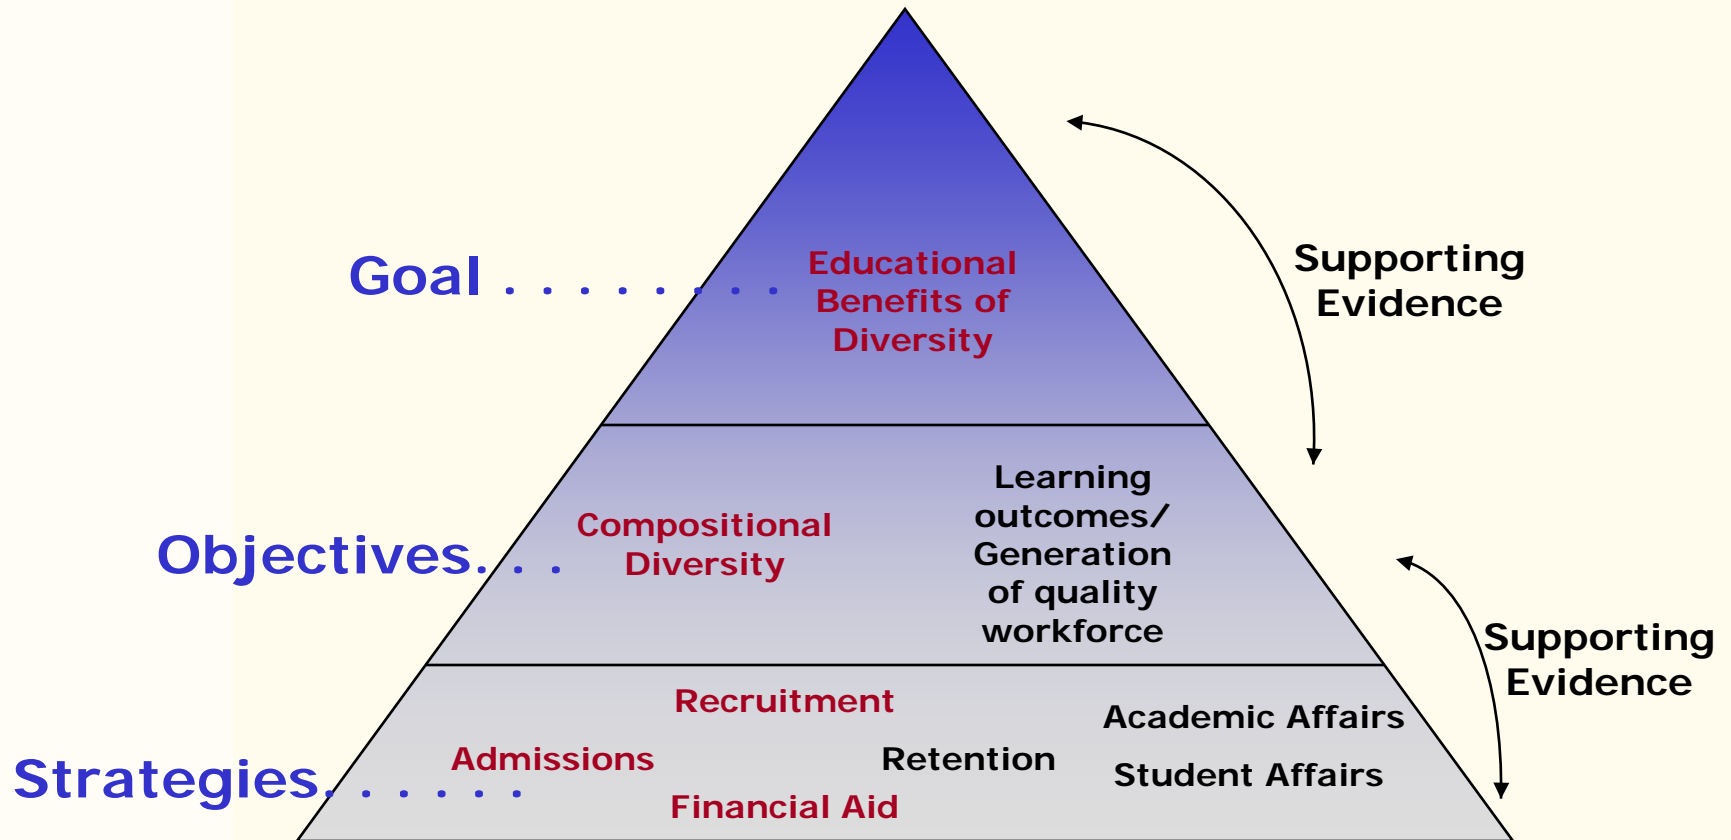 Goal . . . . . . . .
Educational
Benefits of
Diversity
Supporting
Evidence
Objectives. . .
Compositional
Diversity
Learning
outcomes/
Generation
of quality
workforce
Supporting
Evidence
Strategies. . . . . .
Recruitment
Admissions
Financial Aid
Retention
Academic Affairs
Student Affairs